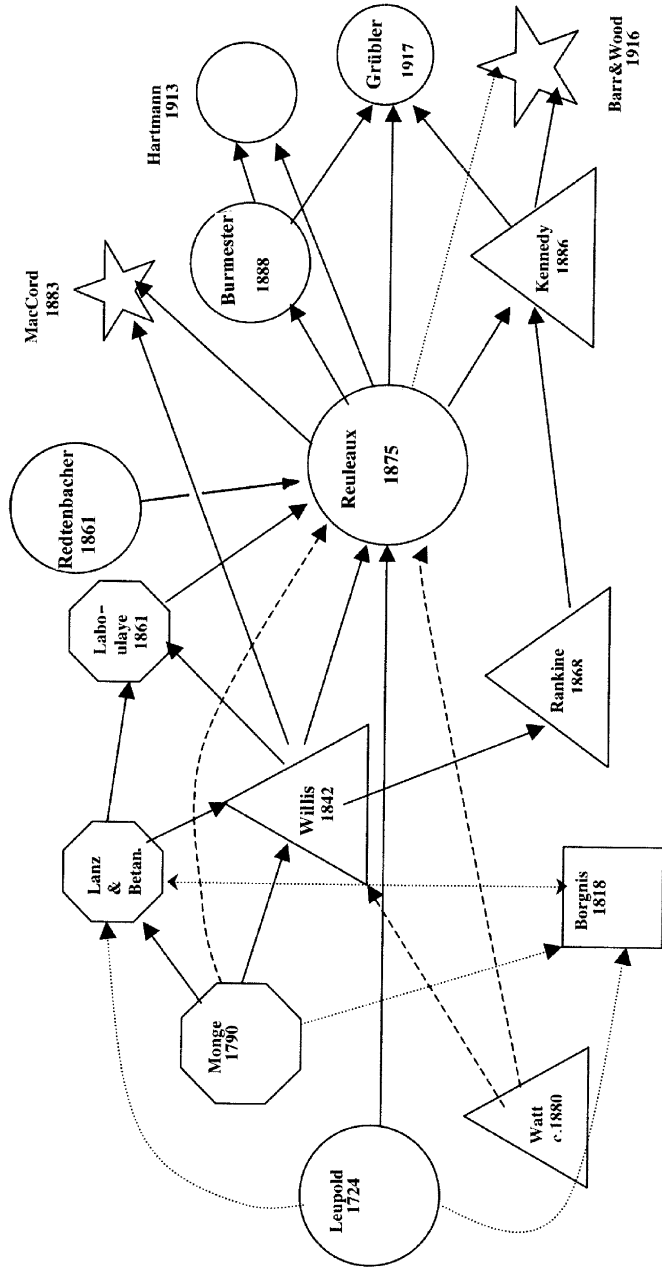 Leupold
1724
Watt
c.1880
Monge
1790
Lanz
&
Betan.
Borgnis
1818
Willis
1842
Labo-
ulaye
1861
Rankine
1868
Redtenbacher
1861
Reuleaux
1875
MacCord
1883
Burmester
1888
Kennedy
1886
Hartmann
1913
Grübler
1917
Barr&Wood
1916